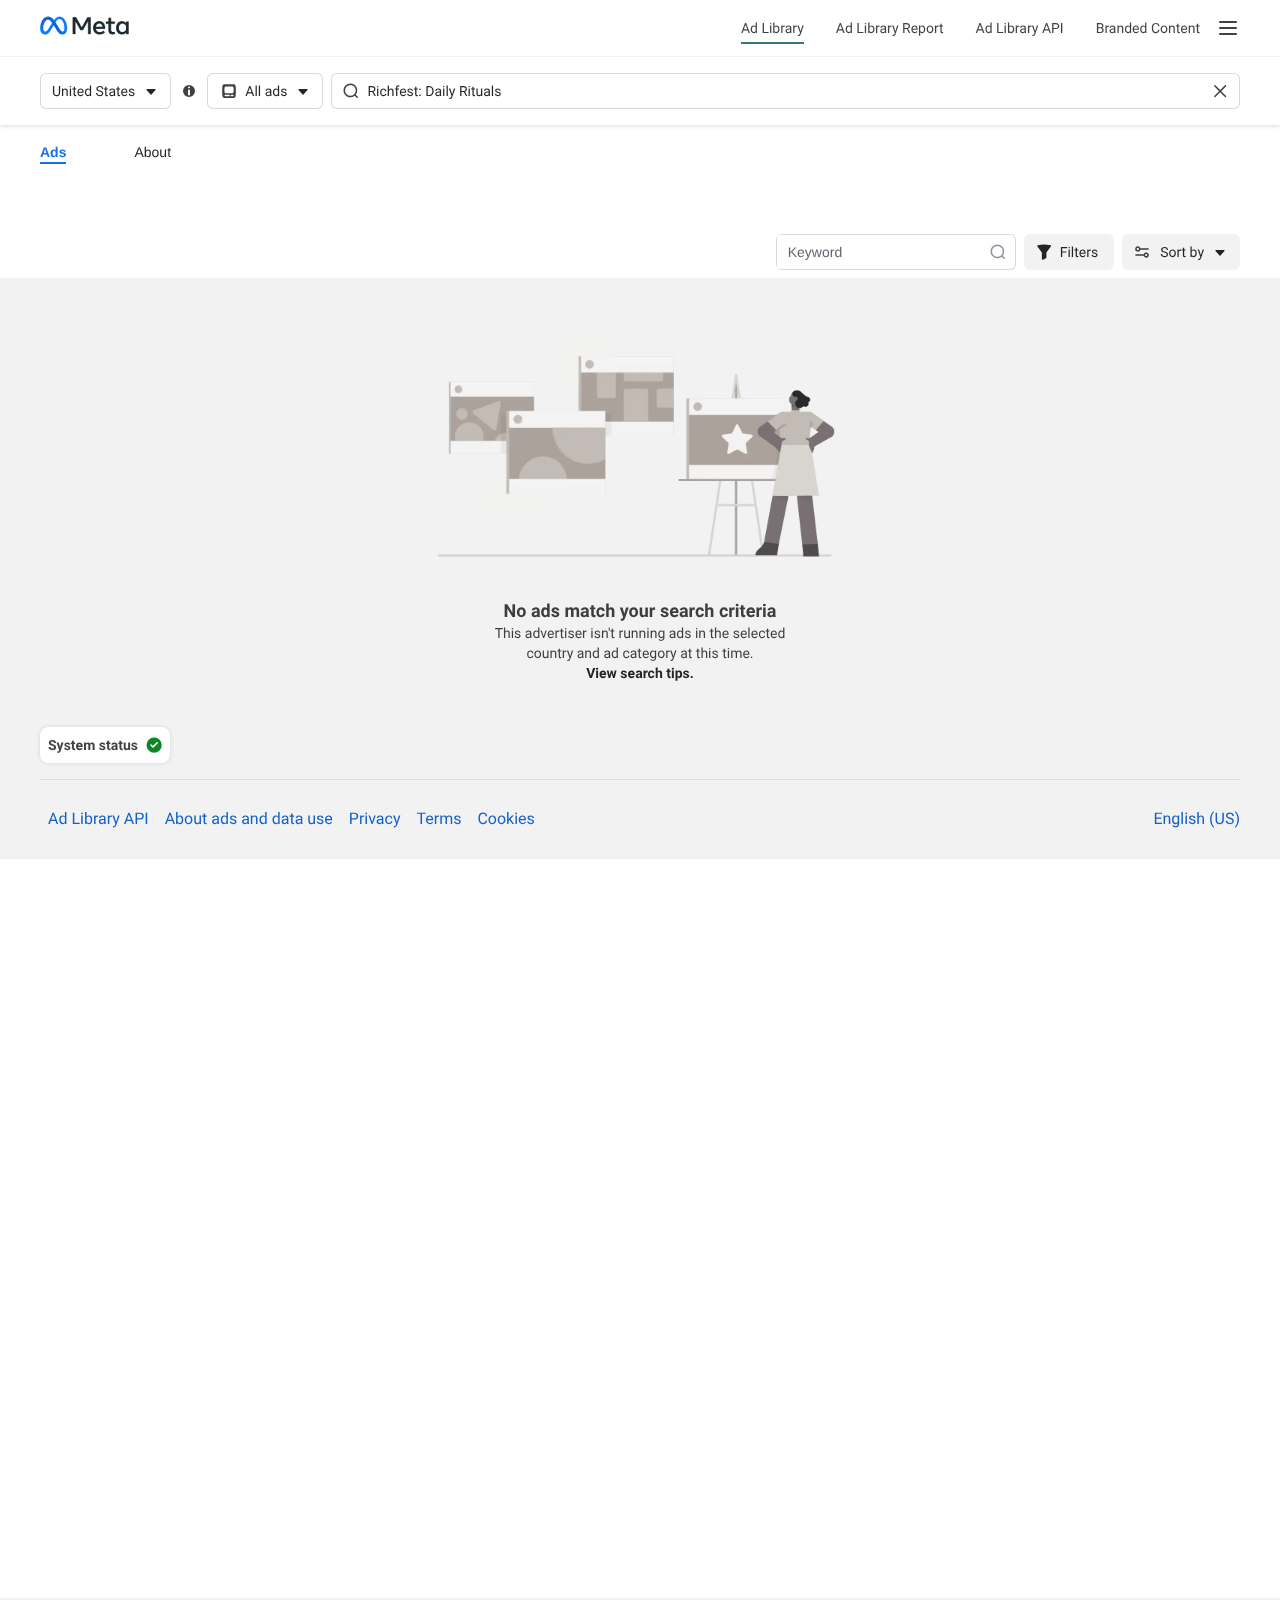 Meta
Ad Library
Ad Library Report
Ad Library API
Branded Content
United States
All ads
Richfest: Daily Rituals
Ads
About
Keyword
Filters
Sort by
No ads match your search criteria
This advertiser isn't running ads in the selected
country and ad category at this time.
View search tips.
System status
Ad Library API
About ads and data use
Privacy
Terms
Cookies
English (US)